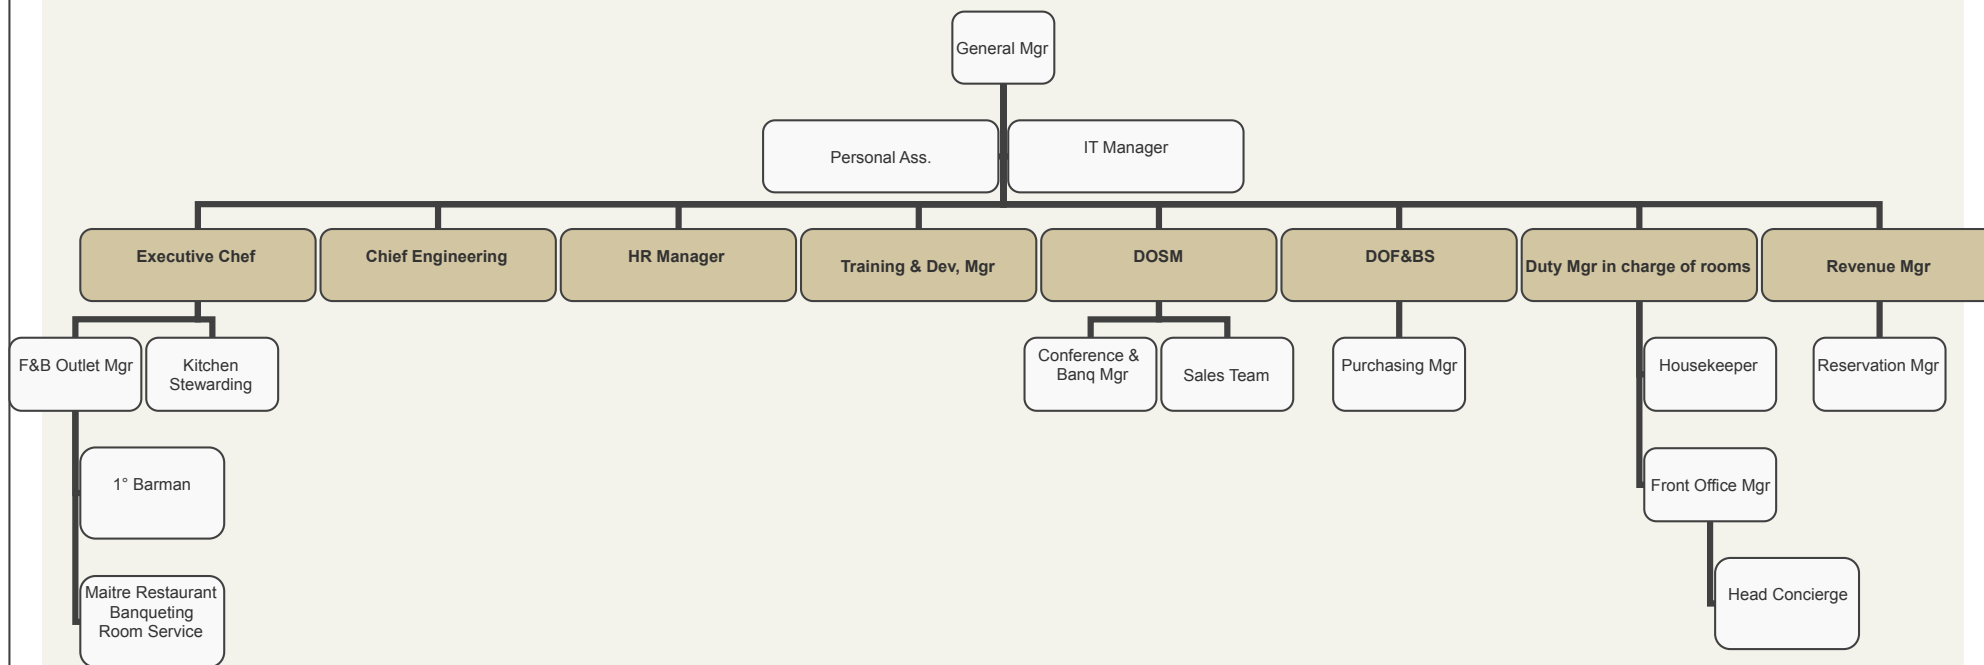 General Mgr
Personal Ass.
IT Manager
Executive Chef
Chief Engineering
HR Manager
Training & Dev, Mgr
DOSM
DOF&BS
Duty Mgr in charge of rooms
Revenue Mgr
F&B Outlet Mgr
Kitchen
Stewarding
Conference &
Banq Mgr
Sales Team
Purchasing Mgr
Housekeeper
Reservation Mgr
1° Barman
Front Office Mgr
Maitre Restaurant
Banqueting
Room Service
Head Concierge